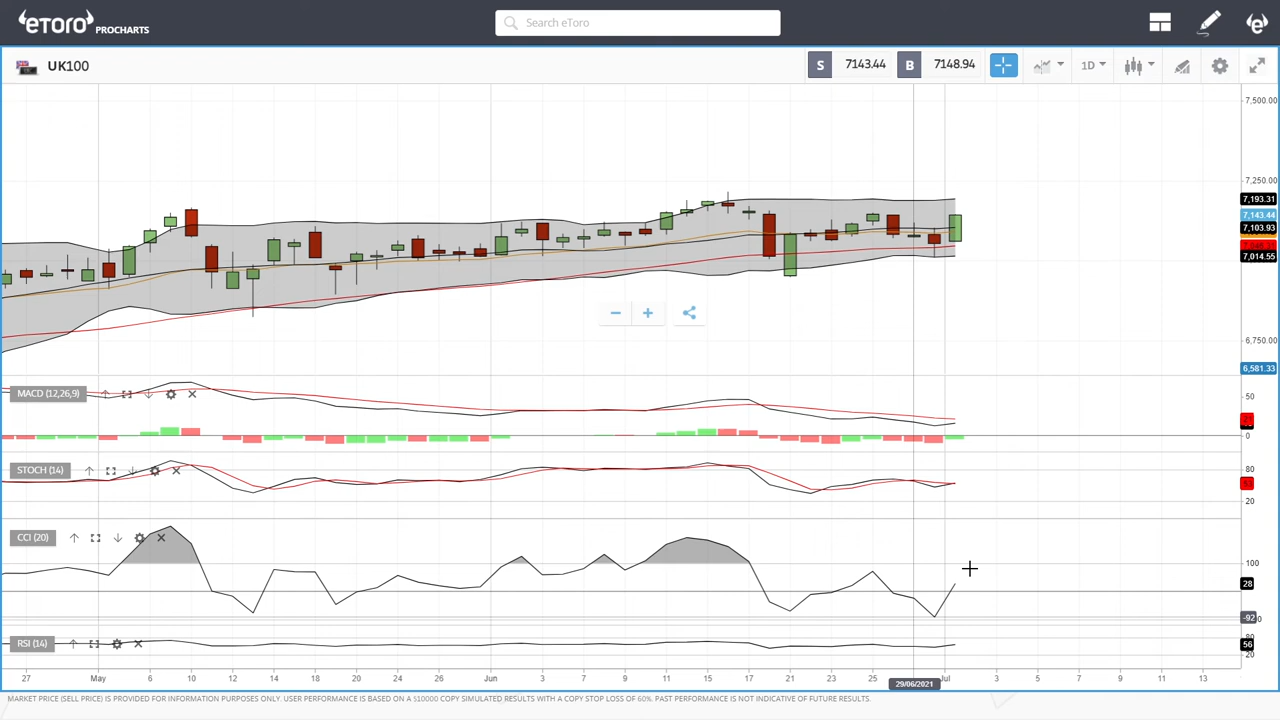 eToro PROCHARTS
Search eToro
UK100
S 7143.44 B 7148.94 1D
7,500.00
7,250.00
7,193.31
7,143.44
7,103.93
7,014.55
6,750.00
6,581.33
MACD (12,26,9)
50
0
STOCH (14)
80
53
20
CCI (20)
100
28
-92
RSI (14)
80
56
20
27 May 6 10 12 14 18 20 24 26 28 Jun 3 7 9 11 15 17 21 23 25 29/06/2021 Jul 3 5 7 9 11 13
MARKET PRICE (SELL PRICE) IS PROVIDED FOR INFORMATION PURPOSES ONLY. USER PERFORMANCE IS BASED ON A $10000 COPY SIMULATED RESULTS WITH A COPY STOP LOSS OF 60%. PAST PERFORMANCE IS NOT INDICATIVE OF FUTURE RESULTS.